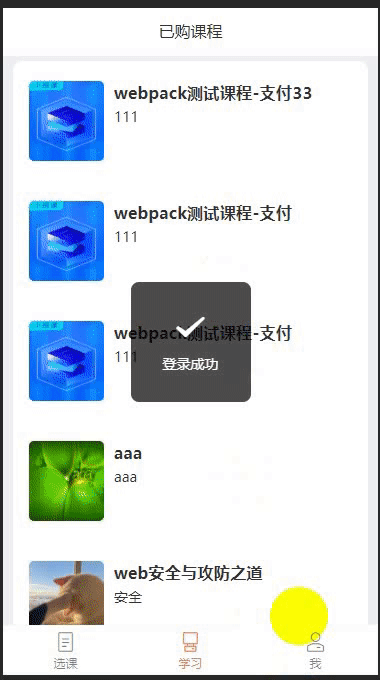 已购课程
webpack测试课程-支付33
111
webpack测试课程-支付
111
webpack测试课程-支付
111
登录成功
aaa
aaa
web安全与攻防之道
安全
选课
学习
我